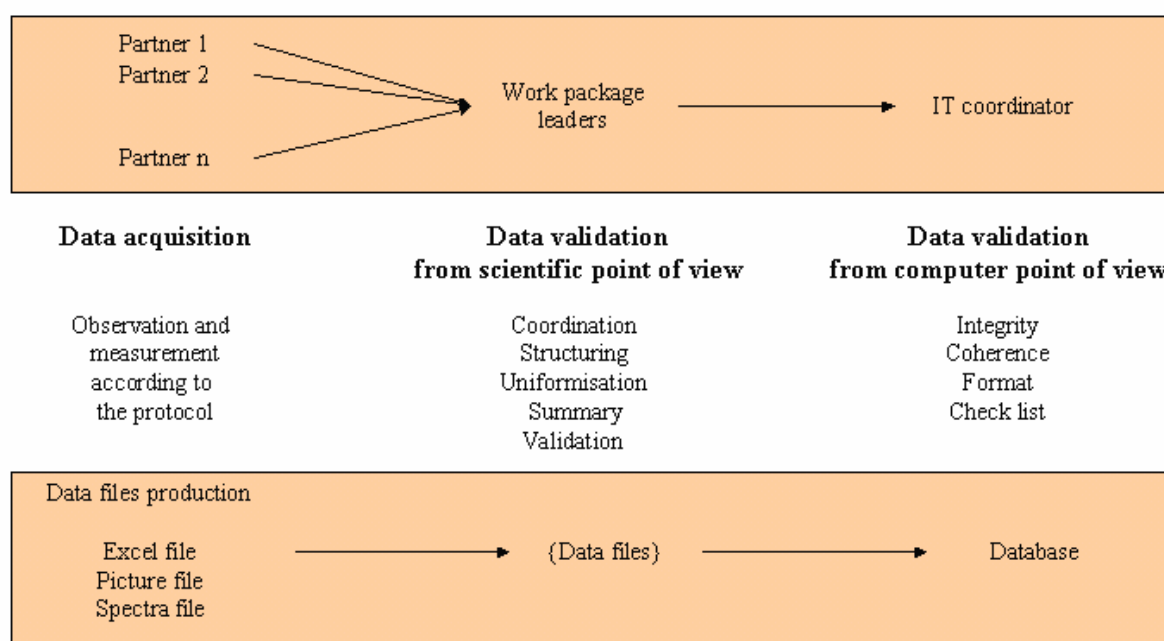 Partner 1
Partner 2
Partner n
Work package
leaders
IT coordinator
Data acquisition
Data validation
from scientific point of view
Data validation
from computer point of view
Observation and
measurement
according to
the protocol
Coordination
Structuring
Uniformisation
Summary
Validation
Integrity
Coherence
Format
Check list
Data files production
Excel file
Picture file
Spectra file
{Data files}
Database